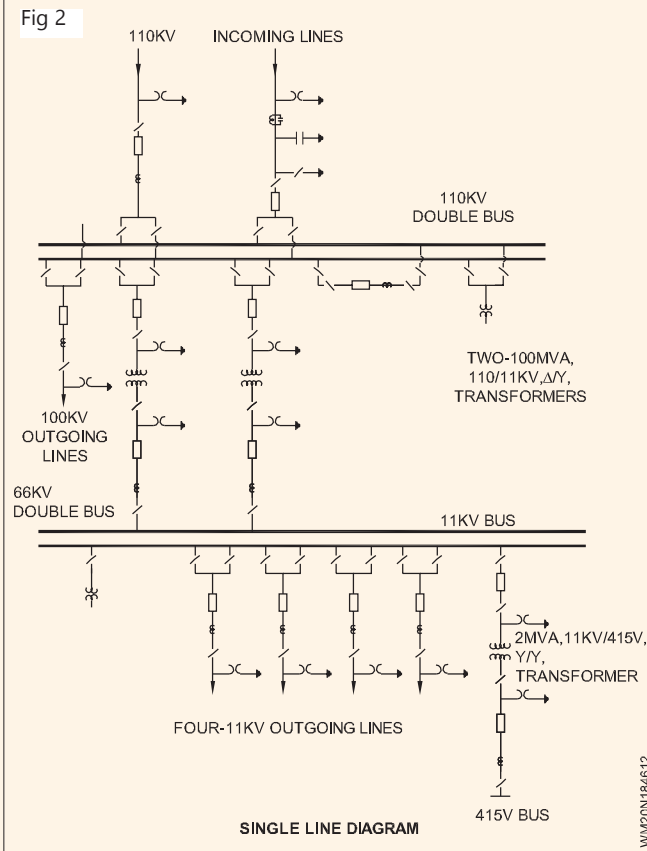 Fig 2
110KV
INCOMING LINES
110KV
DOUBLE BUS
TWO-100MVA,
110/11KV,Δ/Y,
TRANSFORMERS
100KV
OUTGOING
LINES
66KV
DOUBLE BUS
11KV BUS
2MVA,11KV/415V,
Y/Y,
TRANSFORMER
FOUR-11KV OUTGOING LINES
415V BUS
SINGLE LINE DIAGRAM
WM20N184612